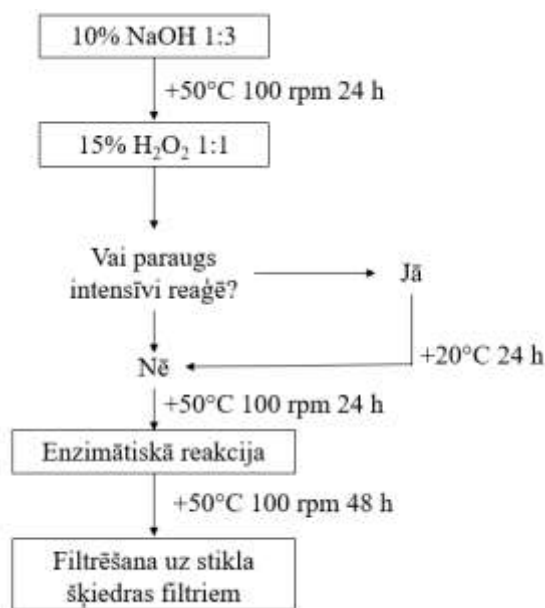 10% NaOH 1:3
+50°C 100 rpm 24 h
15% H₂O₂ 1:1
Vai paraugs
intensīvi reaģē?
Jā
+20°C 24 h
Nē
+50°C 100 rpm 24 h
Enzimātiskā reakcija
+50°C 100 rpm 48 h
Filtrēšana uz stikla
šķiedras filtriem